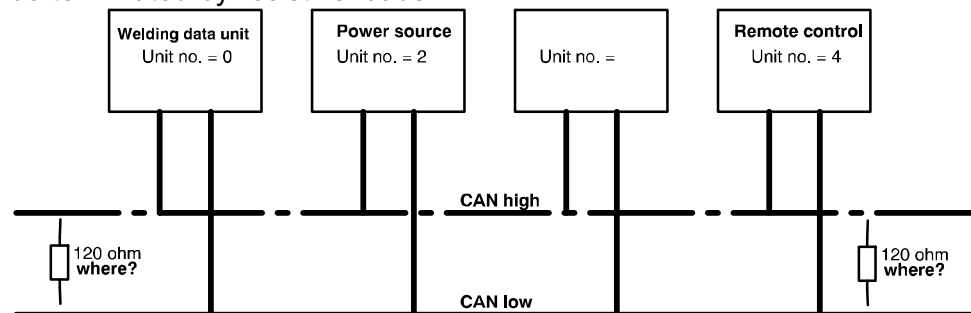 Welding data unit
Unit no. = 0
Power source
Unit no. = 2
Unit no. =
Remote control
Unit no. = 4
CAN high
120 ohm
where?
120 ohm
where?
CAN low